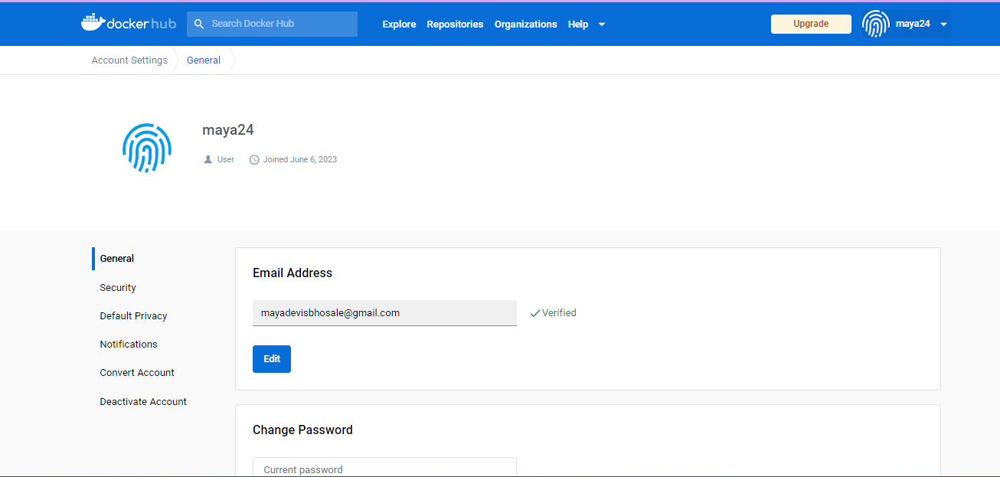 docker hub Search Docker Hub Explore Repositories Organizations Help Upgrade maya24
Account Settings General
maya24
User Joined June 6, 2023
General
Security
Default Privacy
Notifications
Convert Account
Deactivate Account
Email Address
mayadevisbhosale@gmail.com Verified
Edit
Change Password
Current password